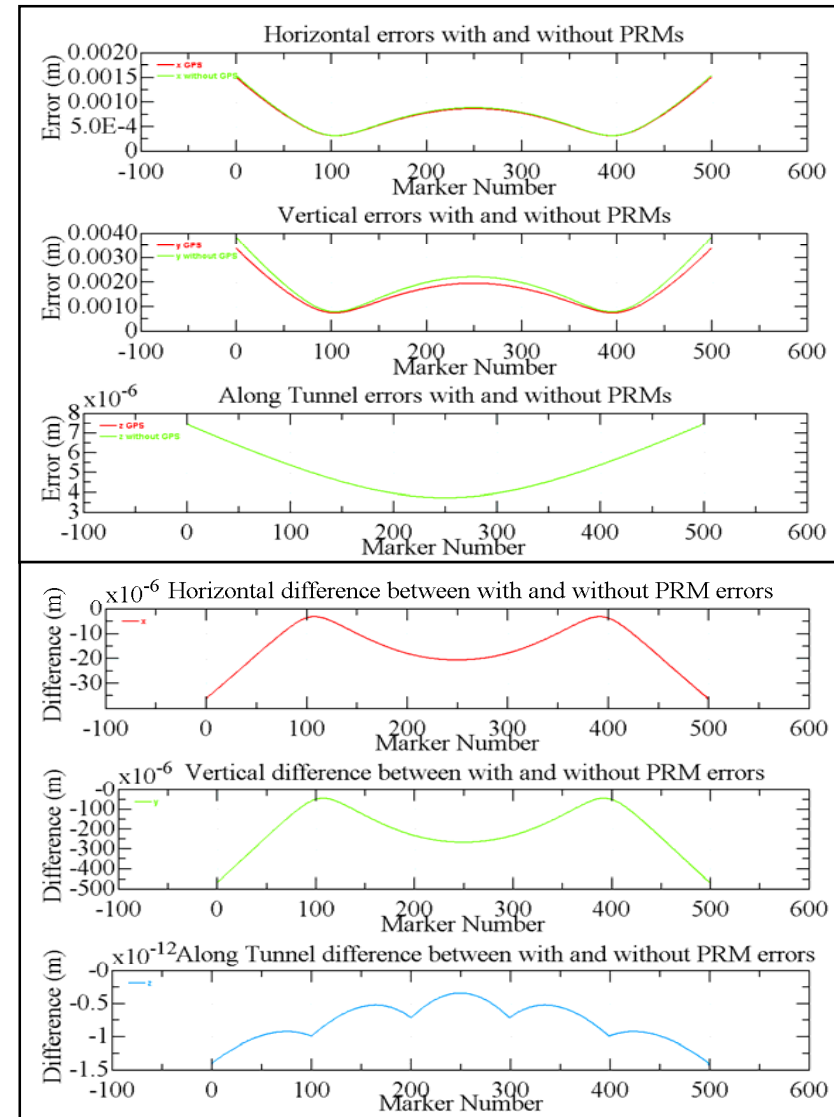 Horizontal errors with and without PRMs
Error (m)
0.0020
0.0015
0.0010
5.0E-4
0
x GPS
x without GPS
-100 0 100 200 300 400 500 600
Marker Number
Vertical errors with and without PRMs
Error (m)
0.0040
0.0030
0.0020
0.0010
0
y GPS
y without GPS
-100 0 100 200 300 400 500 600
Marker Number
x10-6 Along Tunnel errors with and without PRMs
Error (m)
8
7
6
5
4
3
z GPS
z without GPS
-100 0 100 200 300 400 500 600
Marker Number
x10-6 Horizontal difference between with and without PRM errors
Difference (m)
0
-10
-20
-30
x
-100 0 100 200 300 400 500 600
Marker Number
x10-6 Vertical difference between with and without PRM errors
Difference (m)
-0
-100
-200
-300
-400
-500
y
-100 0 100 200 300 400 500 600
Marker Number
x10-12 Along Tunnel difference between with and without PRM errors
Difference (m)
-0
-0.5
-1
-1.5
z
-100 0 100 200 300 400 500 600
Marker Number